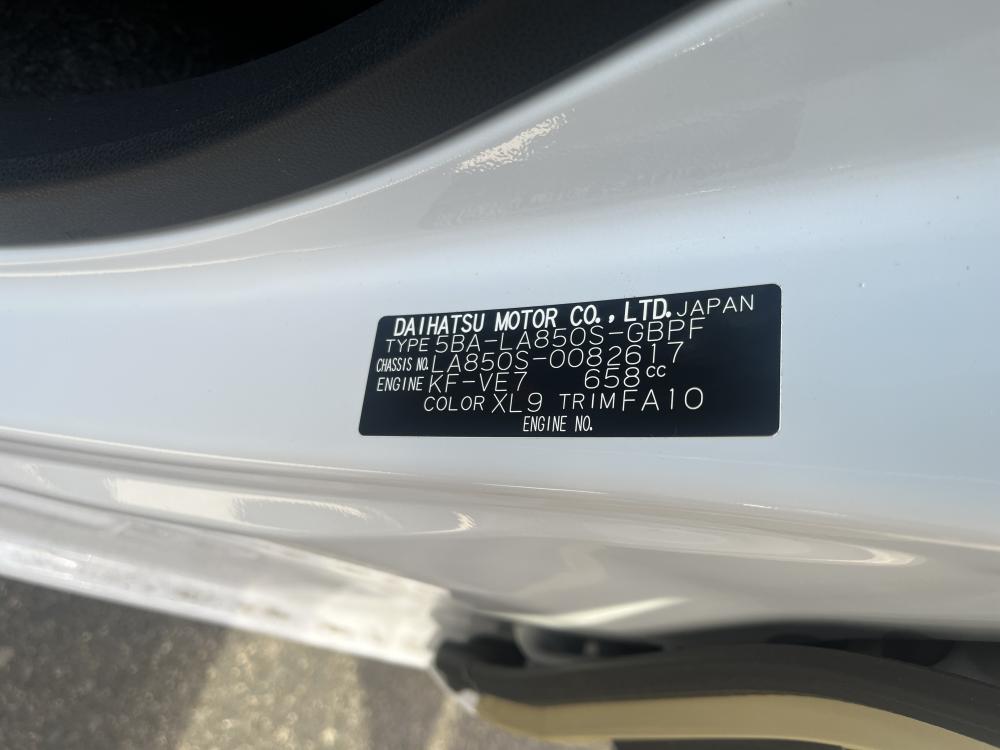 DAIHATSU MOTOR CO., LTD. JAPAN
TYPE 5BA-LA850S-GBPF
CHASSIS NO. LA850S-0082617
ENGINE KF-VE7 658cc
COLOR XL9 TRIM FA10
ENGINE NO.